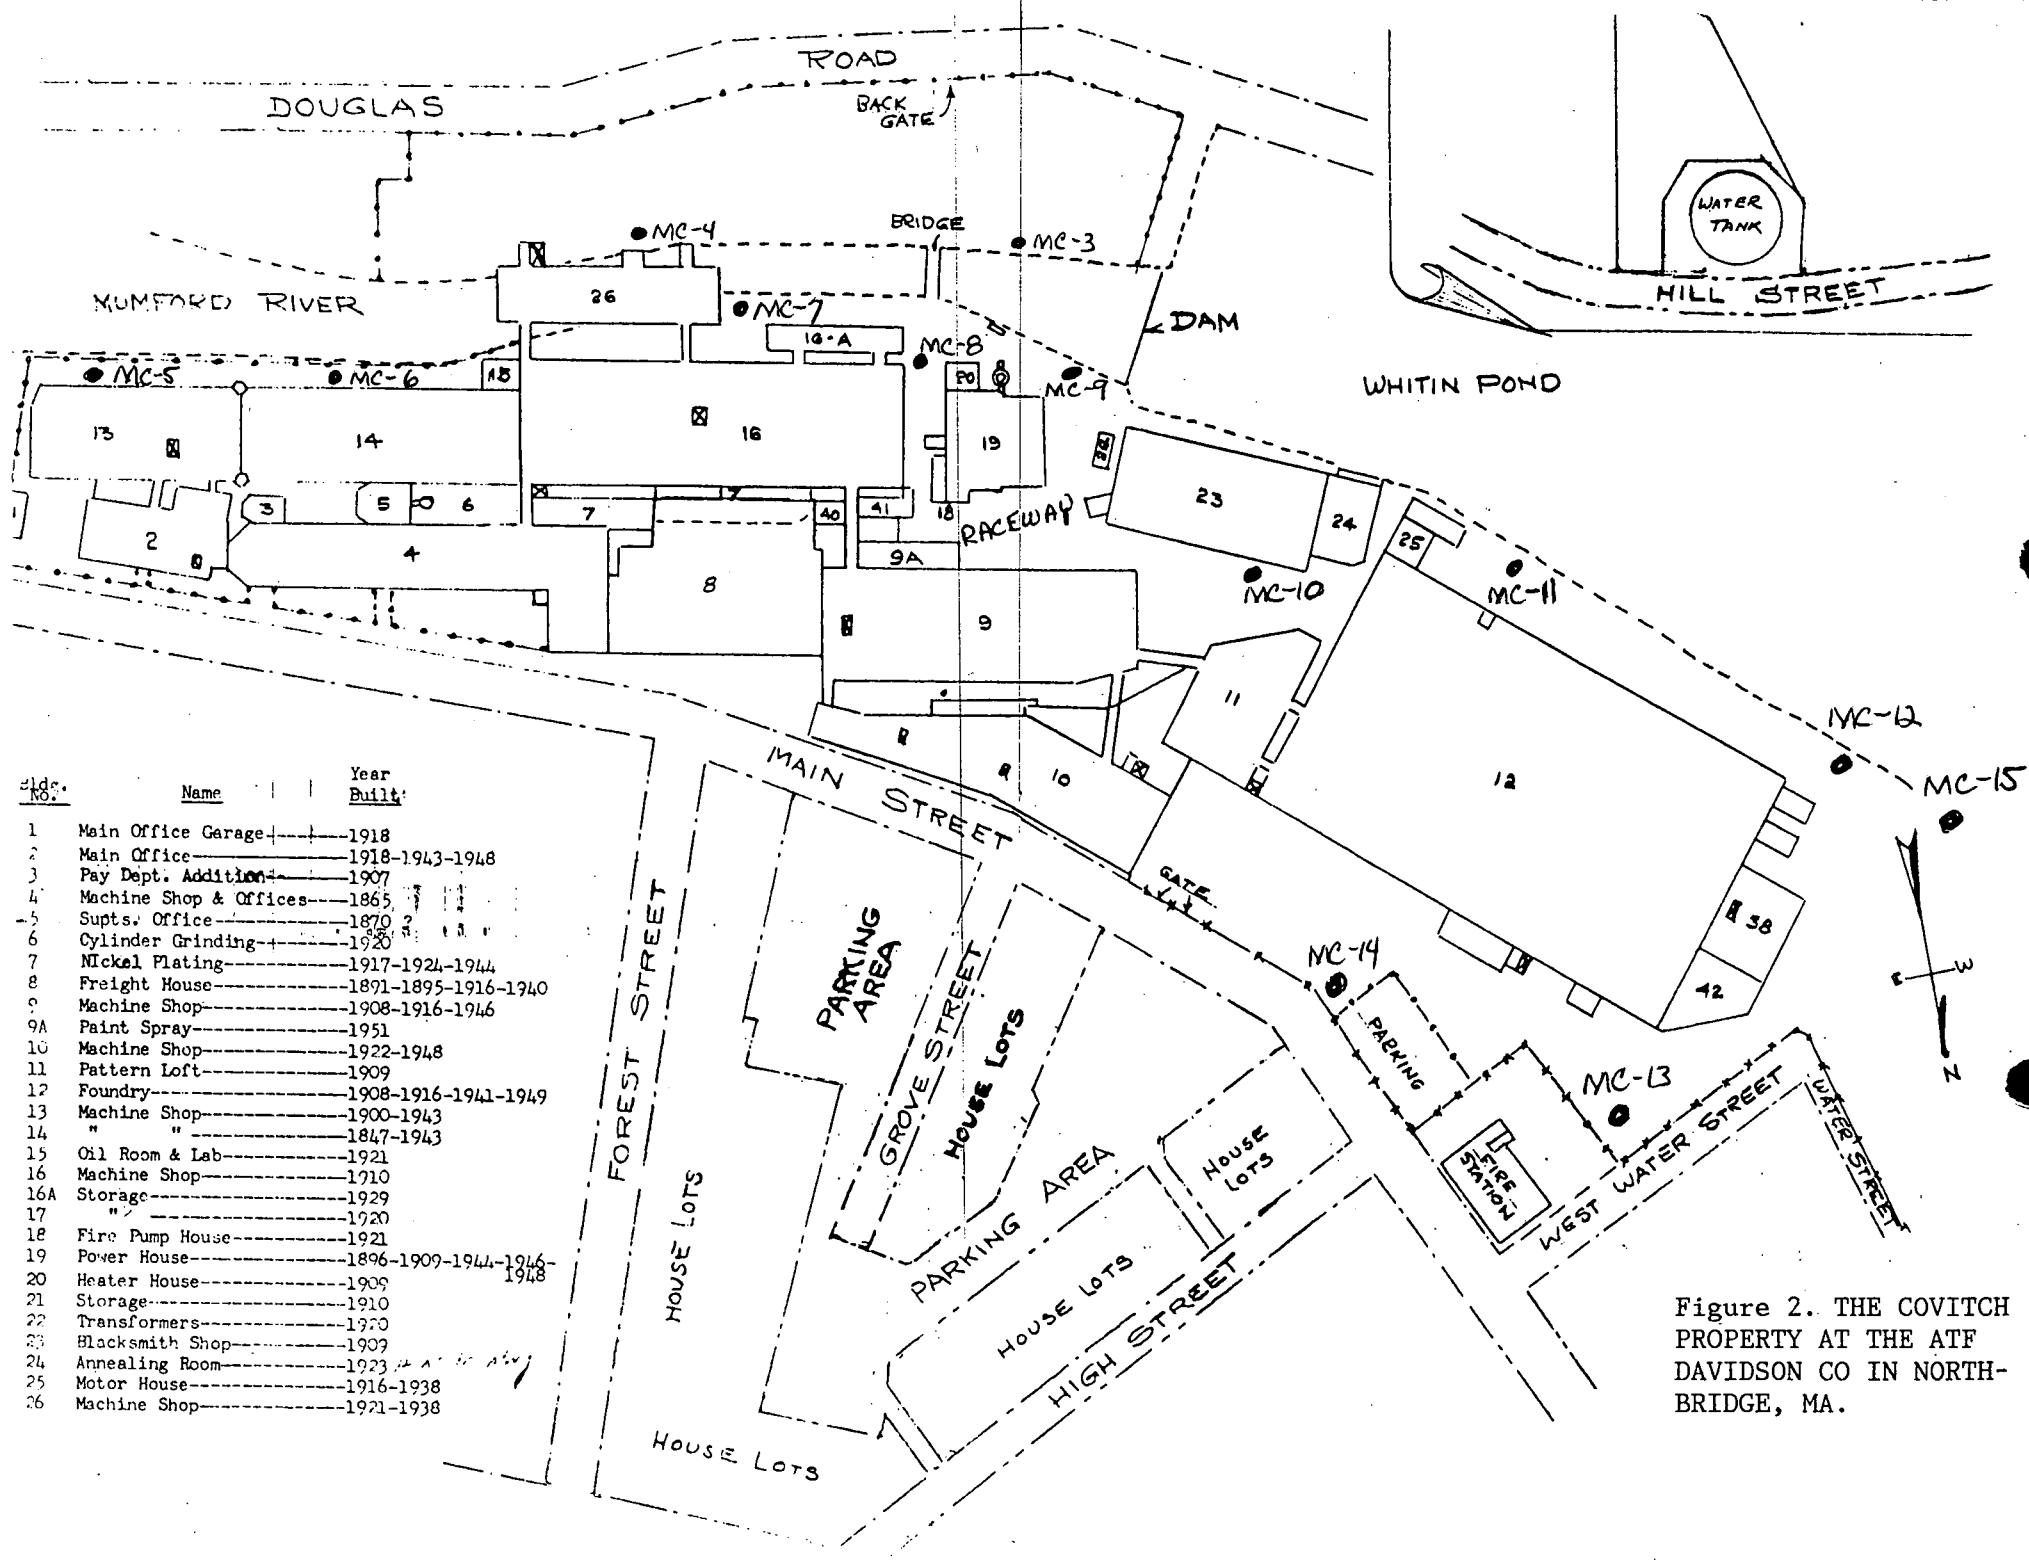 ROAD
DOUGLAS
BACK
GATE
WATER
TANK
HILL STREET
MC-4
BRIDGE
MC-3
MUMFORD RIVER
26
MC-7
DAM
16-A
MC-8
MC-5
MC-6
15
20
MC-9
WHITIN POND
13
14
16
19
23
24
25
3
5
6
7
7
40
41
18
RACEWAY
2
4
9A
8
9
MC-10
MC-11
11
12
10
MC-12
MC-15
MAIN STREET
GATE
38
42
W
E
N
MC-14
MC-13
PARKING
PARKING
AREA
FOREST STREET
GROVE STREET
HOUSE LOTS
HOUSE LOTS
PARKING AREA
HOUSE
LOTS
HOUSE LOTS
HIGH STREET
FIRE
STATION
WEST WATER STREET
WATER STREET
HOUSE LOTS
Bldg. No. Name Year Built
1 Main Office Garage 1918
2 Main Office 1918-1943-1948
3 Pay Dept. Addition 1907
4 Machine Shop & Offices 1865
5 Supts. Office 1870 ?
6 Cylinder Grinding 1920
7 NIckel Plating 1917-1924-1944
8 Freight House 1891-1895-1916-1940
9 Machine Shop 1908-1916-1946
9A Paint Spray 1951
10 Machine Shop 1922-1948
11 Pattern Loft 1909
12 Foundry 1908-1916-1941-1949
13 Machine Shop 1900-1943
14 " " 1847-1943
15 Oil Room & Lab 1921
16 Machine Shop 1910
16A Storage 1929
17 " 1920
18 Fire Pump House 1921
19 Power House 1896-1909-1944-1946-
1948
20 Heater House 1909
21 Storage 1910
22 Transformers 1920
23 Blacksmith Shop 1909
24 Annealing Room 1923
25 Motor House 1916-1938
26 Machine Shop 1921-1938
Figure 2. THE COVITCH
PROPERTY AT THE ATF
DAVIDSON CO IN NORTH-
BRIDGE, MA.